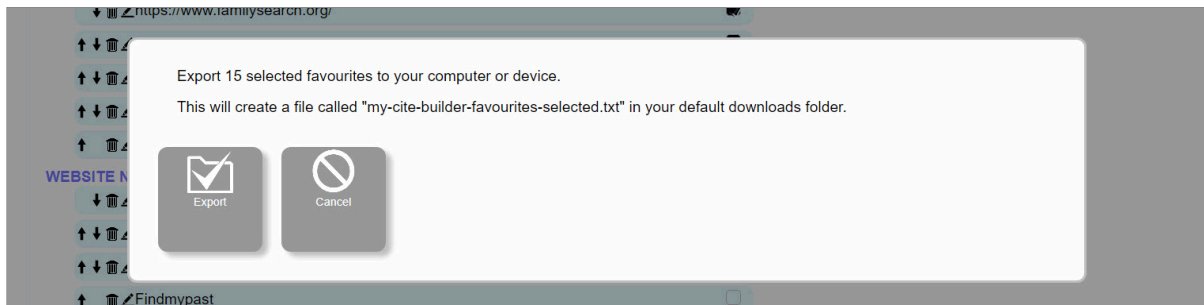 https://www.familysearch.org/
Export 15 selected favourites to your computer or device.
This will create a file called "my-cite-builder-favourites-selected.txt" in your default downloads folder.
Export
Cancel
WEBSITE N
Findmypast